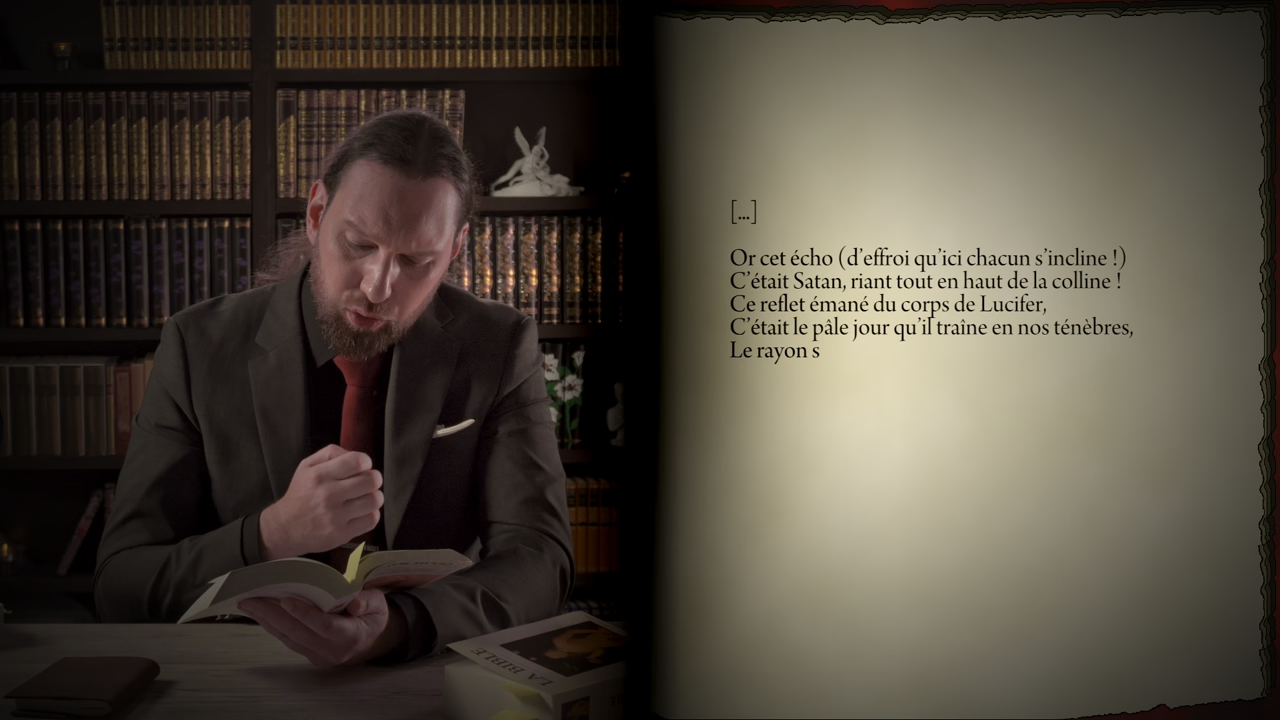 [...]
Or cet écho (d'effroi qu'ici chacun s'incline !)
C'était Satan, riant tout en haut de la colline !
Ce reflet émané du corps de Lucifer,
C'était le pâle jour qu'il traîne en nos ténèbres,
Le rayon s
LA BIBLE